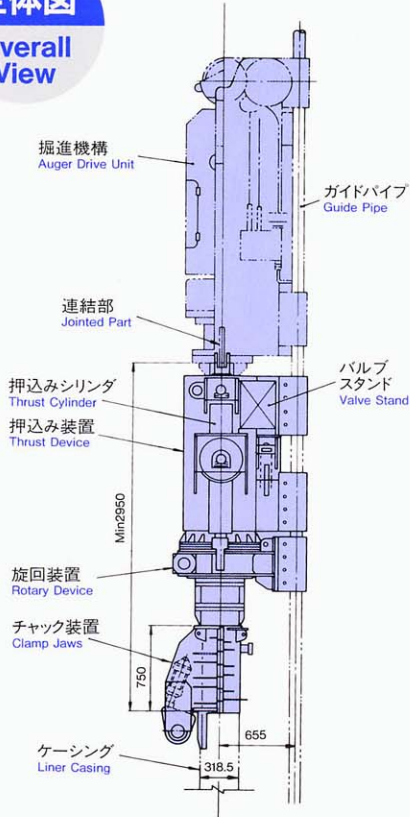 全体図
Overall
View
掘進機構
Auger Drive Unit
ガイドパイプ
Guide Pipe
連結部
Jointed Part
バルブ
スタンド
Valve Stand
押込みシリンダ
Thrust Cylinder
押込み装置
Thrust Device
Min2950
旋回装置
Rotary Device
チャック装置
Clamp Jaws
750
655
ケーシング
Liner Casing
318.5